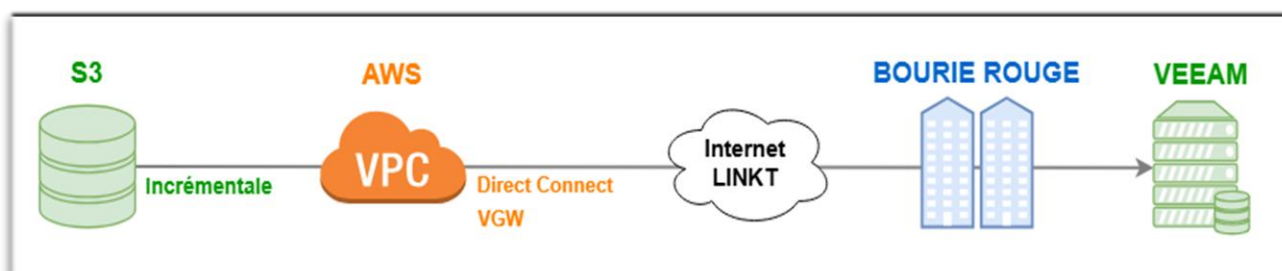 S3
AWS
BOURIE ROUGE
VEEAM
Incrémentale
VPC
Direct Connect
VGW
Internet
LINKT